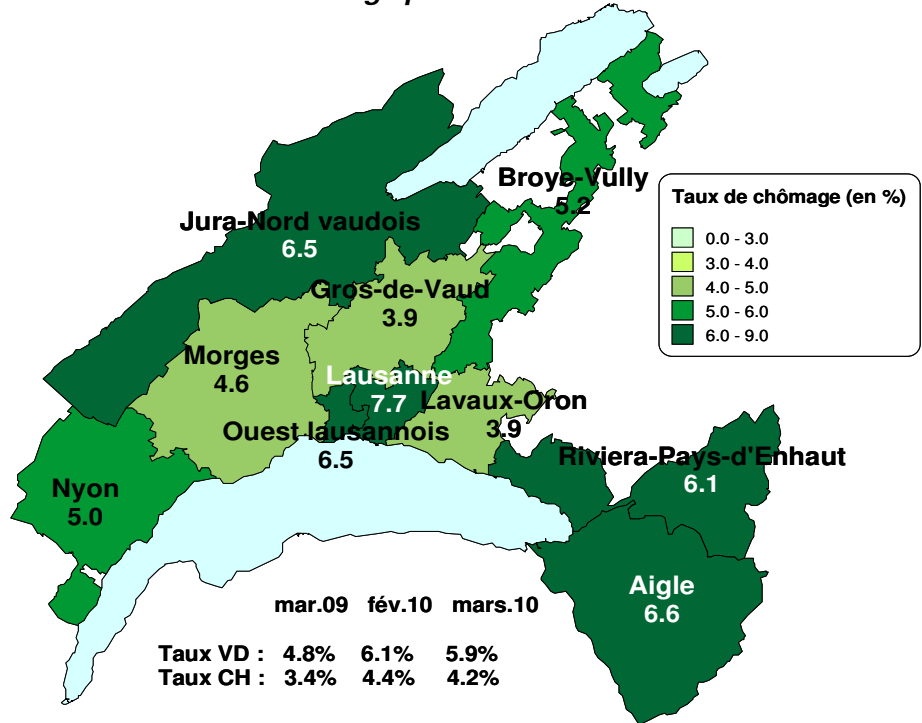 Broye-Vully
5.2
Taux de chômage (en %)
0.0 - 3.0
3.0 - 4.0
4.0 - 5.0
5.0 - 6.0
6.0 - 9.0
Jura-Nord vaudois
6.5
Gros-de-Vaud
3.9
Morges
4.6
Lausanne
7.7
Lavaux-Oron
3.9
Ouest lausannois
6.5
Riviera-Pays-d'Enhaut
6.1
Nyon
5.0
Aigle
6.6
mar.09 fév.10 mars.10
Taux VD : 4.8% 6.1% 5.9%
Taux CH : 3.4% 4.4% 4.2%